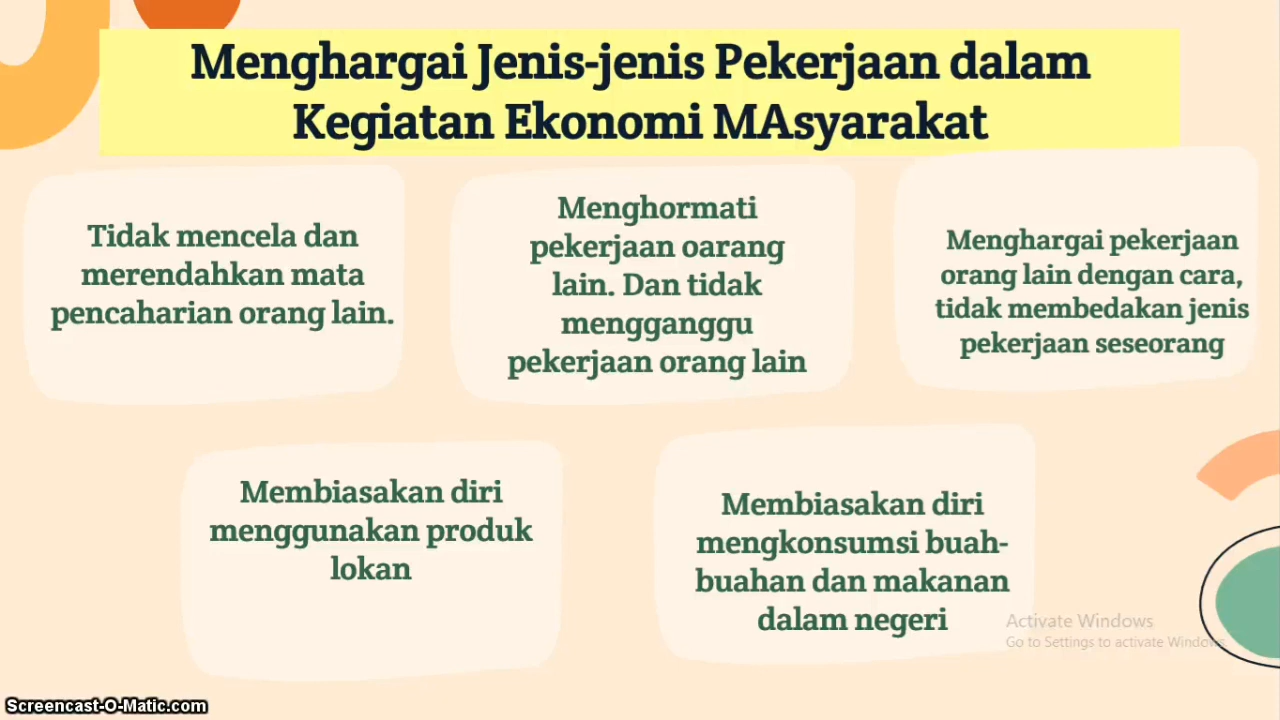 Menghargai Jenis-jenis Pekerjaan dalam
Kegiatan Ekonomi MAsyarakat
Tidak mencela dan
merendahkan mata
pencaharian orang lain.
Menghormati
pekerjaan oarang
lain. Dan tidak
mengganggu
pekerjaan orang lain
Menghargai pekerjaan
orang lain dengan cara,
tidak membedakan jenis
pekerjaan seseorang
Membiasakan diri
menggunakan produk
lokan
Membiasakan diri
mengkonsumsi buah-
buahan dan makanan
dalam negeri
Activate Windows
Go to Settings to activate Windows.
Screencast-O-Matic.com